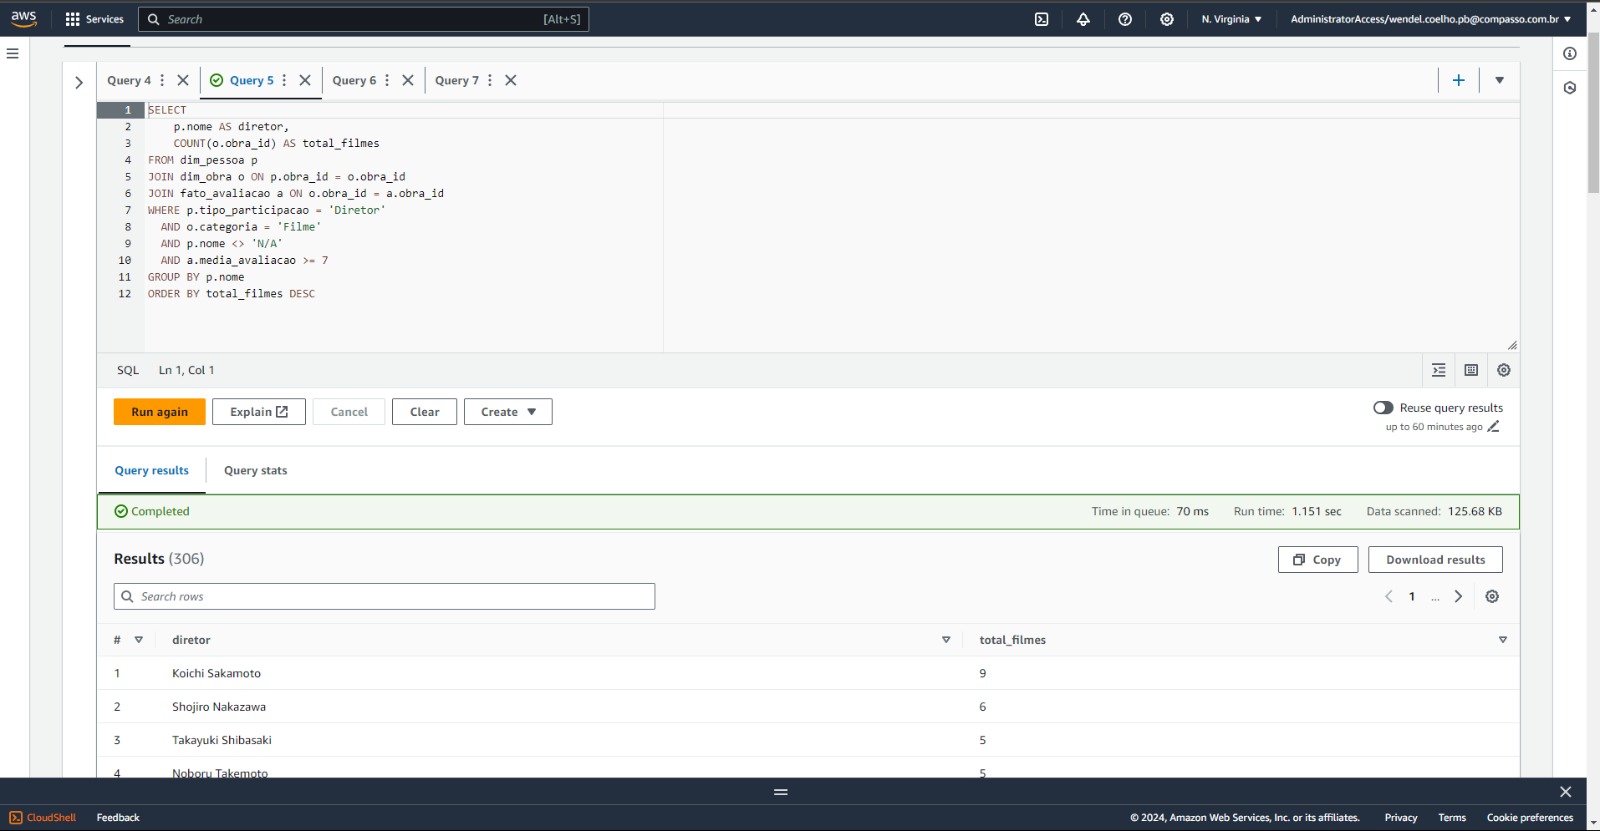 aws Services Search [Alt+S] N. Virginia ▼ AdministratorAccess/wendel.coelho.pb@compasso.com.br ▼
Query 4 Query 5 Query 6 Query 7
1 SELECT
2 p.nome AS diretor,
3 COUNT(o.obra_id) AS total_filmes
4 FROM dim_pessoa p
5 JOIN dim_obra o ON p.obra_id = o.obra_id
6 JOIN fato_avaliacao a ON o.obra_id = a.obra_id
7 WHERE p.tipo_participacao = 'Diretor'
8 AND o.categoria = 'Filme'
9 AND p.nome <> 'N/A'
10 AND a.media_avaliacao >= 7
11 GROUP BY p.nome
12 ORDER BY total_filmes DESC
SQL Ln 1, Col 1
Run again Explain Cancel Clear Create ▼ Reuse query results
up to 60 minutes ago
Query results Query stats
Completed Time in queue: 70 ms Run time: 1.151 sec Data scanned: 125.68 KB
Results (306) Copy Download results
Search rows 1 ...
# diretor total_filmes
1 Koichi Sakamoto 9
2 Shojiro Nakazawa 6
3 Takayuki Shibasaki 5
4 Noboru Takemoto 5
CloudShell Feedback © 2024, Amazon Web Services, Inc. or its affiliates. Privacy Terms Cookie preferences